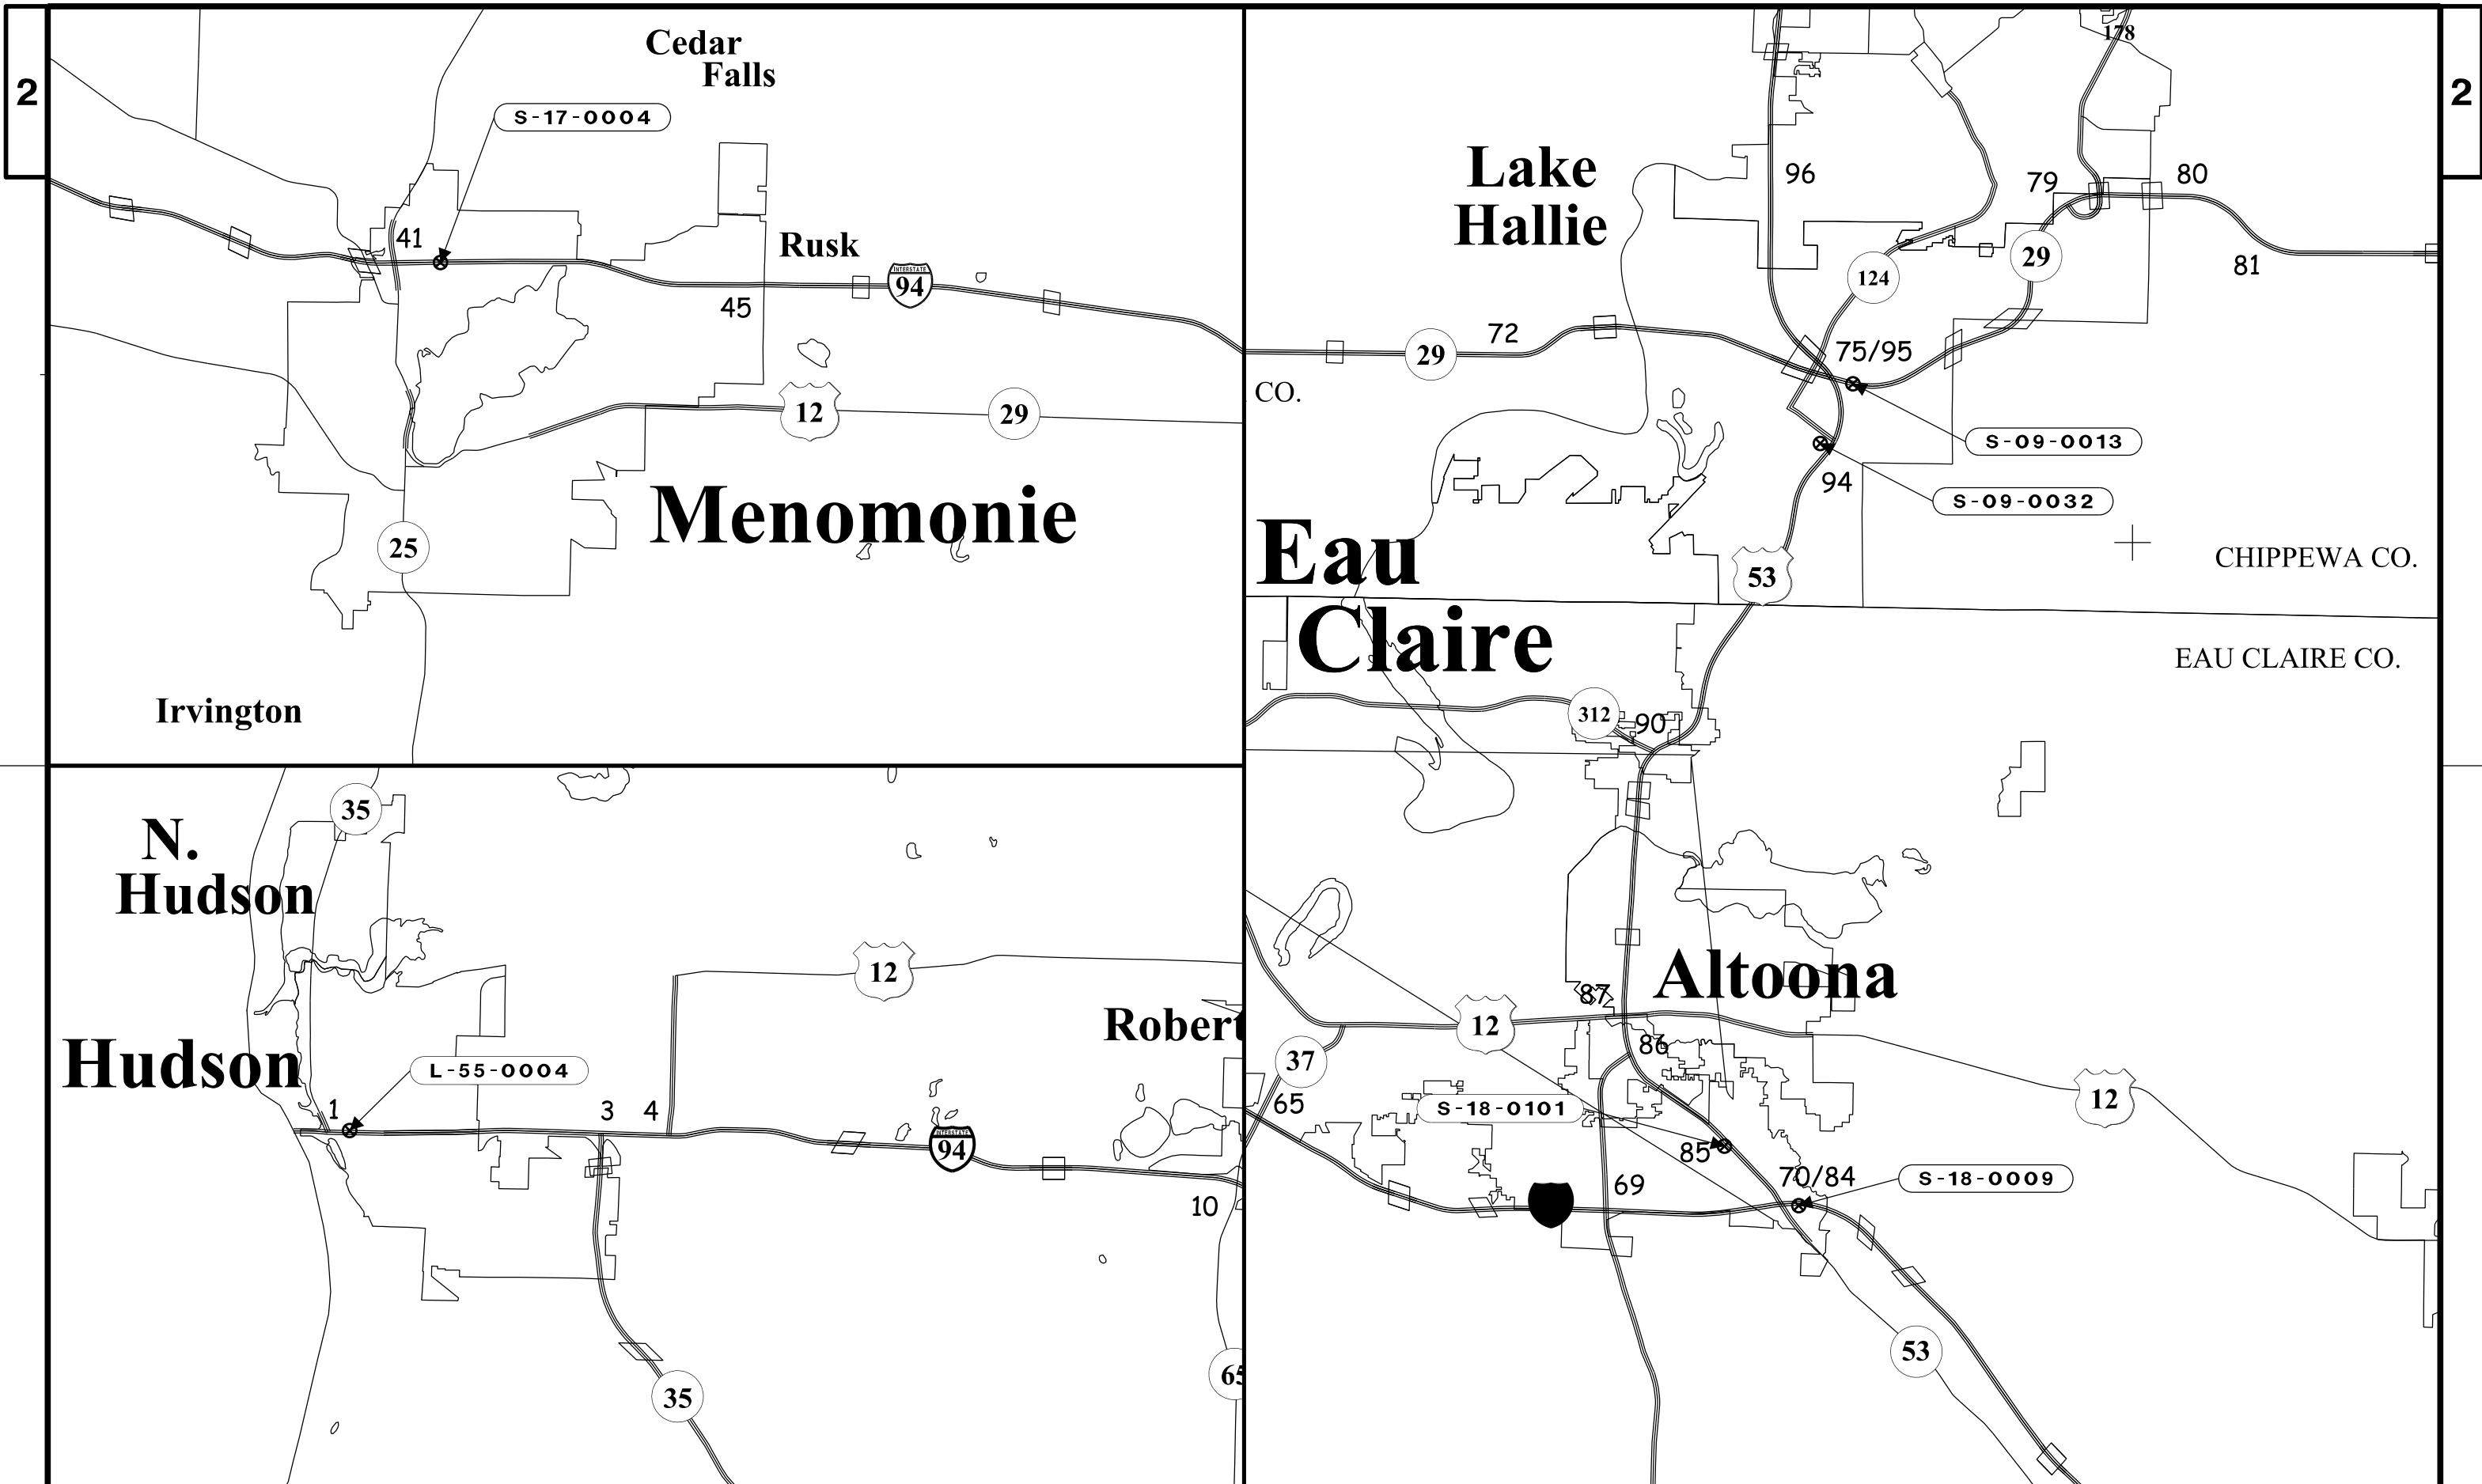 2
Cedar
Falls
S-17-0004
41
Rusk
INTERSTATE
94
45
12
29
Menomonie
25
Irvington
178
2
Lake
Hallie
96
79
80
29
81
124
72
29
75/95
CO.
S-09-0013
94
S-09-0032
Eau
53
CHIPPEWA CO.
Claire
EAU CLAIRE CO.
312
90
35
N.
Hudson
12
Robert
Hudson
L-55-0004
1
3
4
INTERSTATE
94
10
35
65
Altoona
87
12
86
37
65
S-18-0101
12
85
70/84
S-18-0009
69
53